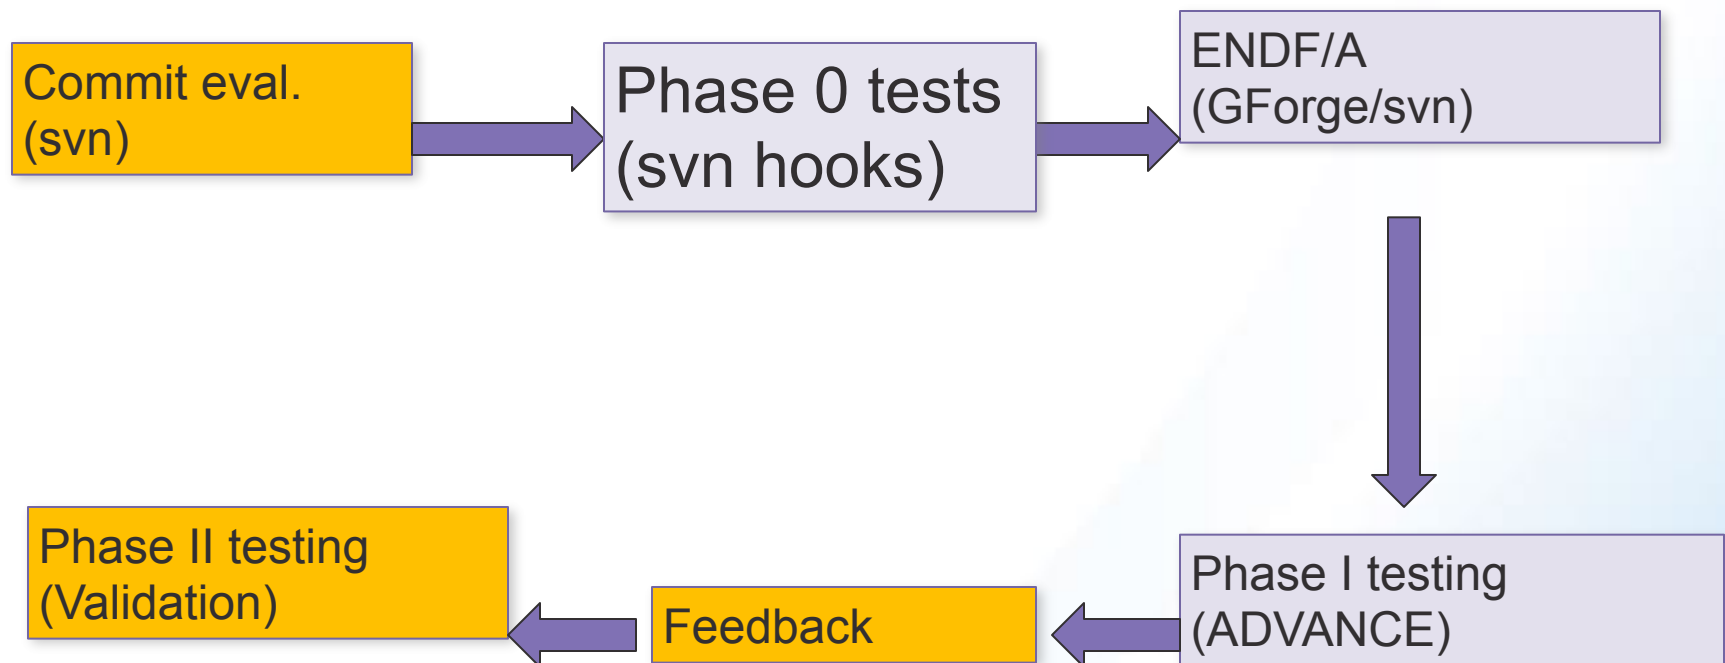 Commit eval.
(svn)
Phase 0 tests
(svn hooks)
ENDF/A
(GForge/svn)
Phase II testing
(Validation)
Feedback
Phase I testing
(ADVANCE)